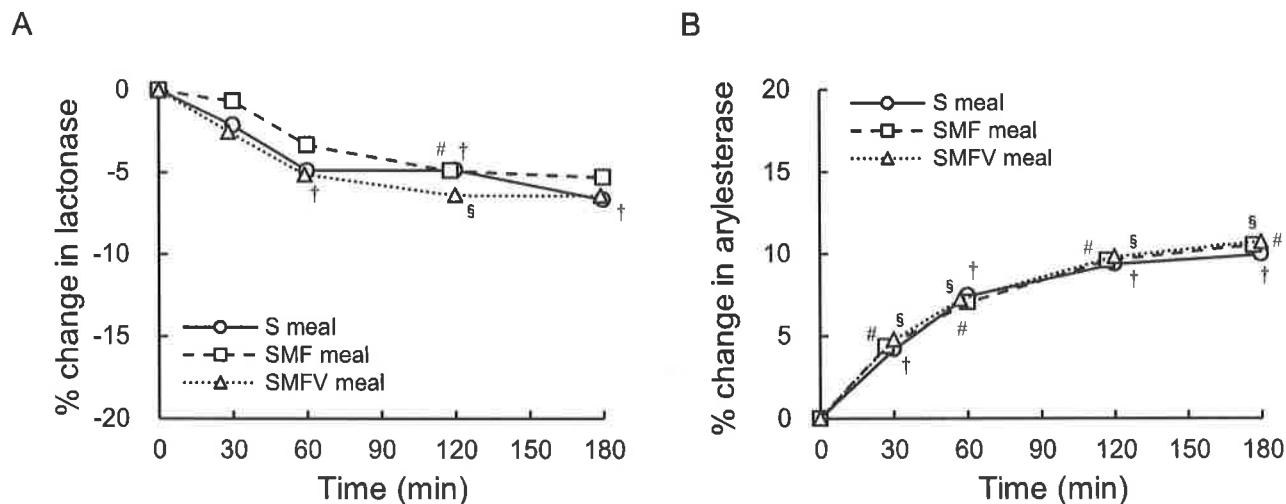 A
% change in lactonase
0
-5
-10
-15
-20
# †
†
§
†
S meal
SMF meal
SMFV meal
0 30 60 90 120 150 180
Time (min)
B
% change in arylesterase
20
15
10
5
0
S meal
SMF meal
SMFV meal
# § †
§ † #
# § †
§ # †
0 30 60 90 120 150 180
Time (min)